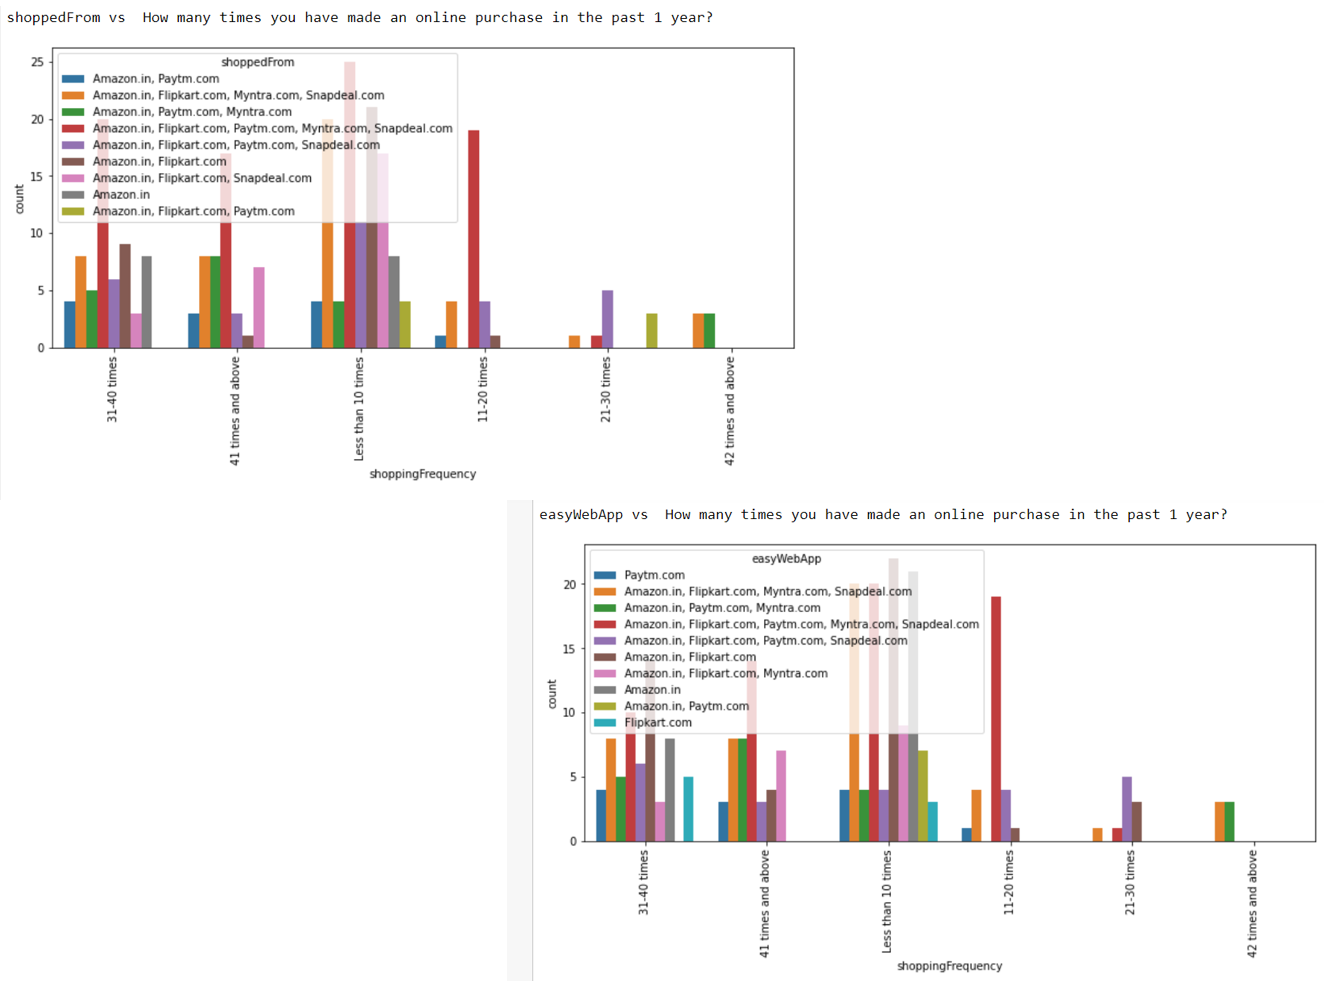 shoppedFrom vs  How many times you have made an online purchase in the past 1 year?
shoppedFrom
Amazon.in, Paytm.com
Amazon.in, Flipkart.com, Myntra.com, Snapdeal.com
Amazon.in, Paytm.com, Myntra.com
Amazon.in, Flipkart.com, Paytm.com, Myntra.com, Snapdeal.com
Amazon.in, Flipkart.com, Paytm.com, Snapdeal.com
Amazon.in, Flipkart.com
Amazon.in, Flipkart.com, Snapdeal.com
Amazon.in
Amazon.in, Flipkart.com, Paytm.com
25
20
15
10
5
0
count
31-40 times
41 times and above
Less than 10 times
11-20 times
21-30 times
42 times and above
shoppingFrequency
easyWebApp vs  How many times you have made an online purchase in the past 1 year?
easyWebApp
Paytm.com
Amazon.in, Flipkart.com, Myntra.com, Snapdeal.com
Amazon.in, Paytm.com, Myntra.com
Amazon.in, Flipkart.com, Paytm.com, Myntra.com, Snapdeal.com
Amazon.in, Flipkart.com, Paytm.com, Snapdeal.com
Amazon.in, Flipkart.com
Amazon.in, Flipkart.com, Myntra.com
Amazon.in
Amazon.in, Paytm.com
Flipkart.com
20
15
10
5
0
count
31-40 times
41 times and above
Less than 10 times
11-20 times
21-30 times
42 times and above
shoppingFrequency